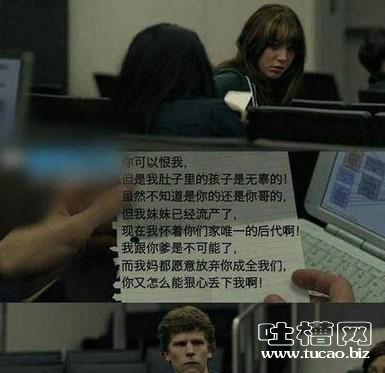 你可以恨我,
但是我肚子里的孩子是无辜的!
虽然不知道是你的还是你哥的,
但我妹妹已经流产了,
现在我怀着你们家唯一的后代啊!
我跟你爹是不可能了,
而我妈都愿意放弃你成全我们,
你又怎么能狠心丢下我啊!
吐槽网
www.tucao.biz